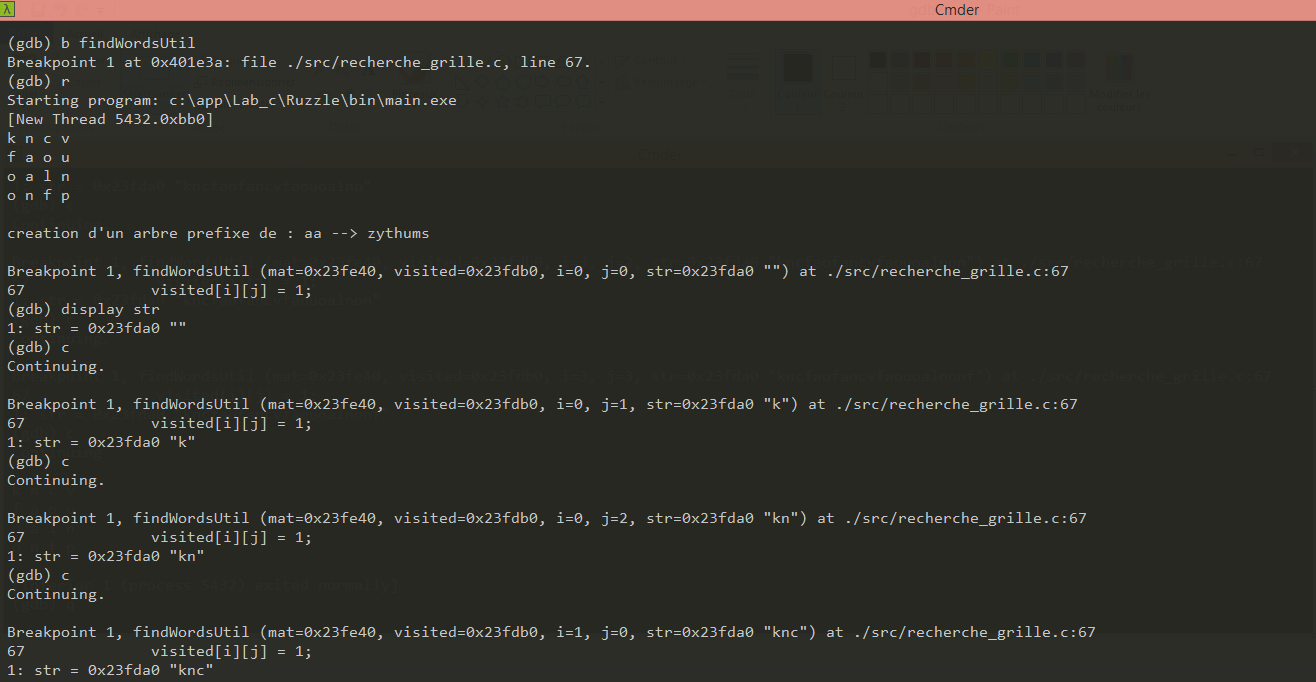 λ
Cmder
(gdb) b findWordsUtil
Breakpoint 1 at 0x401e3a: file ./src/recherche_grille.c, line 67.
(gdb) r
Starting program: c:\app\Lab_c\Ruzzle\bin\main.exe
[New Thread 5432.0xbb0]
k n c v
f a o u
o a l n
o n f p
creation d'un arbre prefixe de : aa --> zythums
Breakpoint 1, findWordsUtil (mat=0x23fe40, visited=0x23fdb0, i=0, j=0, str=0x23fda0 "") at ./src/recherche_grille.c:67
67 visited[i][j] = 1;
(gdb) display str
1: str = 0x23fda0 ""
(gdb) c
Continuing.
Breakpoint 1, findWordsUtil (mat=0x23fe40, visited=0x23fdb0, i=0, j=1, str=0x23fda0 "k") at ./src/recherche_grille.c:67
67 visited[i][j] = 1;
1: str = 0x23fda0 "k"
(gdb) c
Continuing.
Breakpoint 1, findWordsUtil (mat=0x23fe40, visited=0x23fdb0, i=0, j=2, str=0x23fda0 "kn") at ./src/recherche_grille.c:67
67 visited[i][j] = 1;
1: str = 0x23fda0 "kn"
(gdb) c
Continuing.
Breakpoint 1, findWordsUtil (mat=0x23fe40, visited=0x23fdb0, i=1, j=0, str=0x23fda0 "knc") at ./src/recherche_grille.c:67
67 visited[i][j] = 1;
1: str = 0x23fda0 "knc"